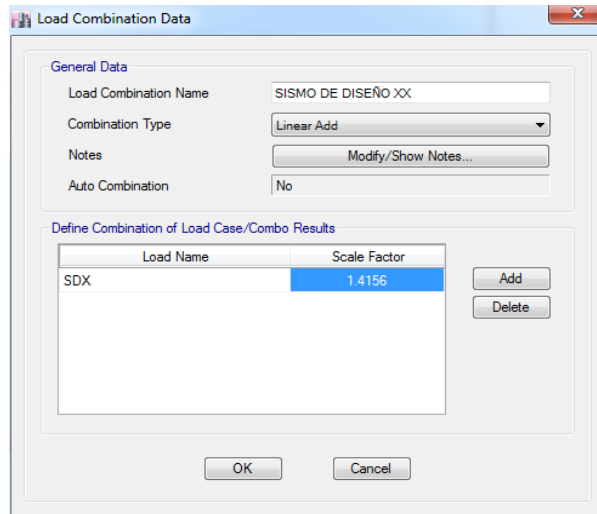 Load Combination Data
General Data
Load Combination Name SISMO DE DISEÑO XX
Combination Type Linear Add
Notes Modify/Show Notes...
Auto Combination No
Define Combination of Load Case/Combo Results
Load Name Scale Factor
SDX 1.4156
Add
Delete
OK Cancel